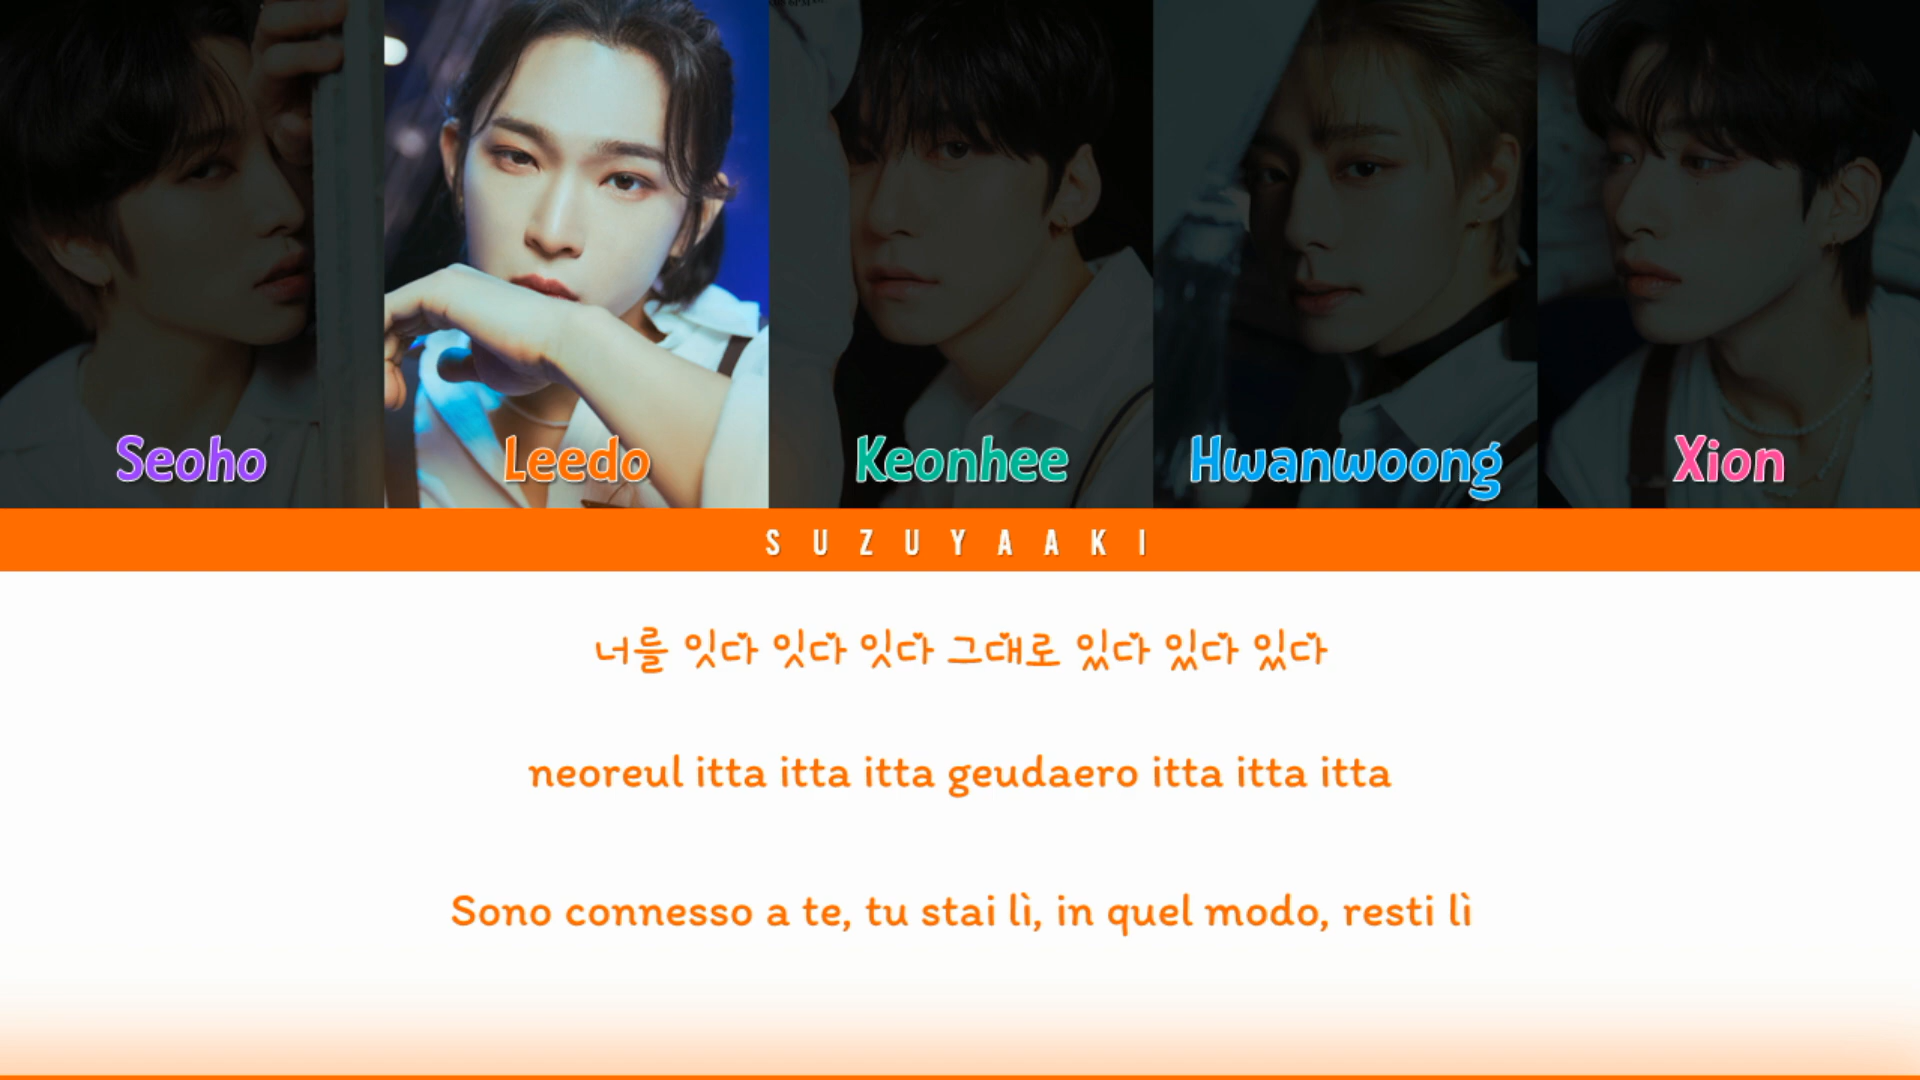 Seoho
Leedo
Keonhee
Hwanwoong
Xion
SUZUYAAKI
너를 잇다 잇다 잇다 그대로 있다 있다 있다
neoreul itta itta itta geudaero itta itta itta
Sono connesso a te, tu stai lì, in quel modo, resti lì